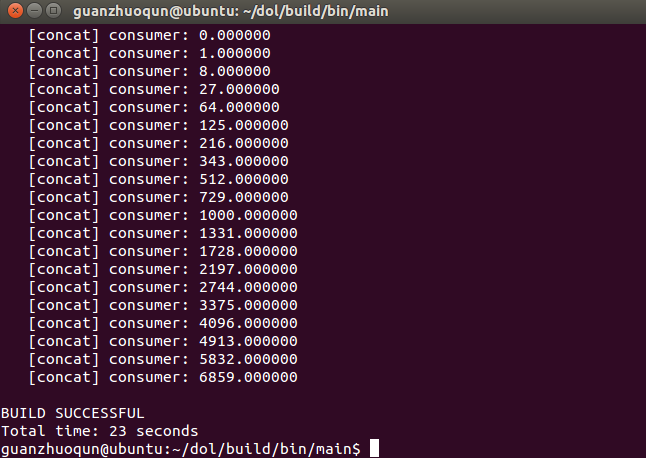 guanzhuoqun@ubuntu: ~/dol/build/bin/main
[concat] consumer: 0.000000
[concat] consumer: 1.000000
[concat] consumer: 8.000000
[concat] consumer: 27.000000
[concat] consumer: 64.000000
[concat] consumer: 125.000000
[concat] consumer: 216.000000
[concat] consumer: 343.000000
[concat] consumer: 512.000000
[concat] consumer: 729.000000
[concat] consumer: 1000.000000
[concat] consumer: 1331.000000
[concat] consumer: 1728.000000
[concat] consumer: 2197.000000
[concat] consumer: 2744.000000
[concat] consumer: 3375.000000
[concat] consumer: 4096.000000
[concat] consumer: 4913.000000
[concat] consumer: 5832.000000
[concat] consumer: 6859.000000
BUILD SUCCESSFUL
Total time: 23 seconds
guanzhuoqun@ubuntu:~/dol/build/bin/main$